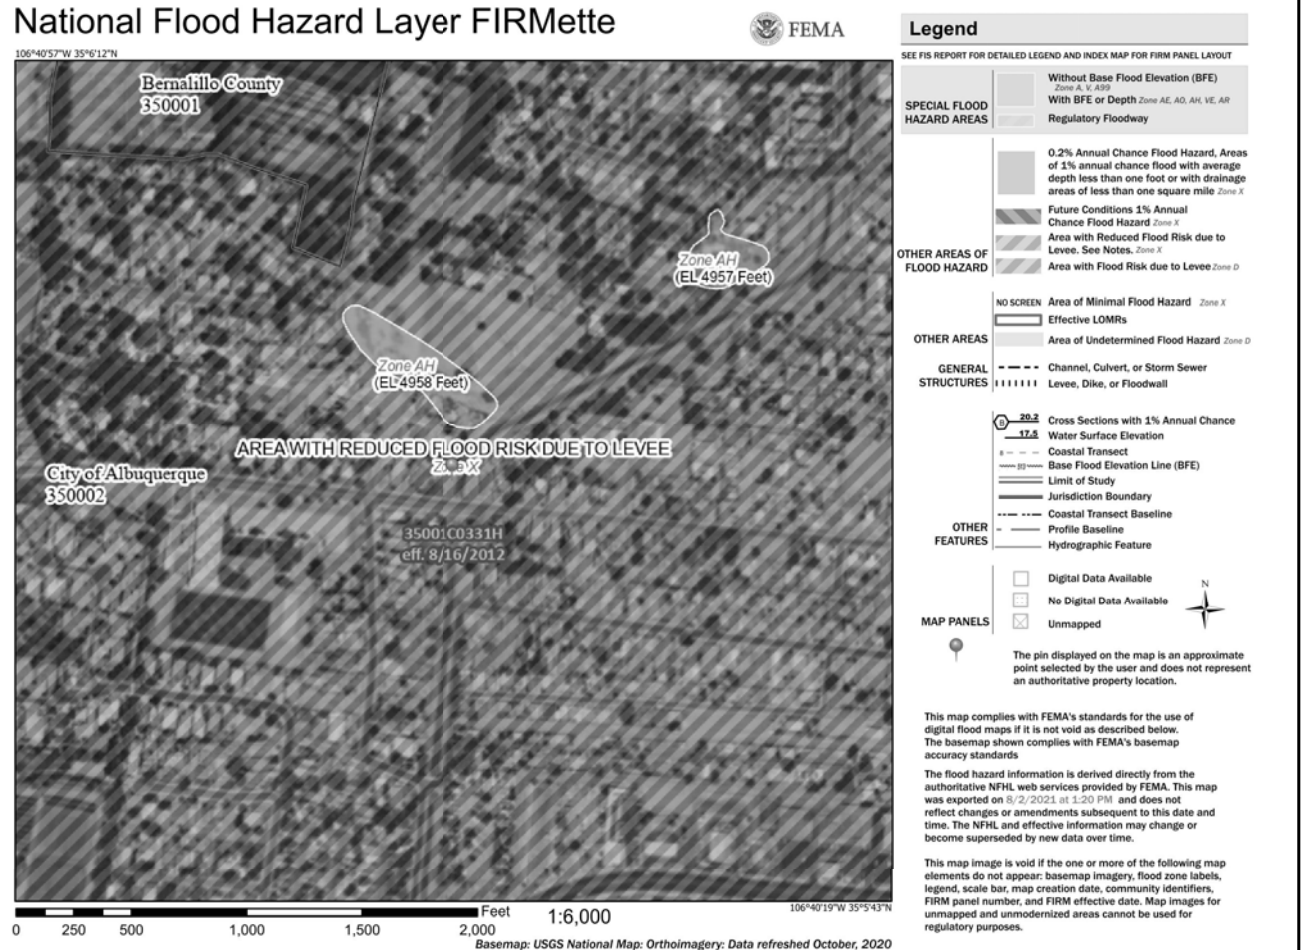 National Flood Hazard Layer FIRMette
FEMA
106°40'57"W 35°6'12"N
Bernalillo County
350001
Zone AH
(EL 4957 Feet)
Zone AH
(EL 4958 Feet)
AREA WITH REDUCED FLOOD RISK DUE TO LEVEE
Zone X
City of Albuquerque
350002
35001C0331H
eff. 8/16/2012
106°40'19"W 35°5'43"N
Feet
1:6,000
0 250 500 1,000 1,500 2,000
Basemap: USGS National Map: Orthoimagery: Data refreshed October, 2020
Legend
SEE FIS REPORT FOR DETAILED LEGEND AND INDEX MAP FOR FIRM PANEL LAYOUT
SPECIAL FLOOD
HAZARD AREAS
Without Base Flood Elevation (BFE)
Zone A, V, A99
With BFE or Depth Zone AE, AO, AH, VE, AR
Regulatory Floodway
OTHER AREAS OF
FLOOD HAZARD
0.2% Annual Chance Flood Hazard, Areas
of 1% annual chance flood with average
depth less than one foot or with drainage
areas of less than one square mile Zone X
Future Conditions 1% Annual
Chance Flood Hazard Zone X
Area with Reduced Flood Risk due to
Levee. See Notes. Zone X
Area with Flood Risk due to Levee Zone D
OTHER AREAS
NO SCREEN Area of Minimal Flood Hazard Zone X
Effective LOMRs
Area of Undetermined Flood Hazard Zone D
GENERAL
STRUCTURES
Channel, Culvert, or Storm Sewer
Levee, Dike, or Floodwall
OTHER
FEATURES
B 20.2 Cross Sections with 1% Annual Chance
17.5 Water Surface Elevation
8 Coastal Transect
513 Base Flood Elevation Line (BFE)
Limit of Study
Jurisdiction Boundary
Coastal Transect Baseline
Profile Baseline
Hydrographic Feature
MAP PANELS
Digital Data Available
No Digital Data Available
Unmapped
N
The pin displayed on the map is an approximate
point selected by the user and does not represent
an authoritative property location.
This map complies with FEMA's standards for the use of
digital flood maps if it is not void as described below.
The basemap shown complies with FEMA's basemap
accuracy standards
The flood hazard information is derived directly from the
authoritative NFHL web services provided by FEMA. This map
was exported on 8/2/2021 at 1:20 PM and does not
reflect changes or amendments subsequent to this date and
time. The NFHL and effective information may change or
become superseded by new data over time.
This map image is void if the one or more of the following map
elements do not appear: basemap imagery, flood zone labels,
legend, scale bar, map creation date, community identifiers,
FIRM panel number, and FIRM effective date. Map images for
unmapped and unmodernized areas cannot be used for
regulatory purposes.